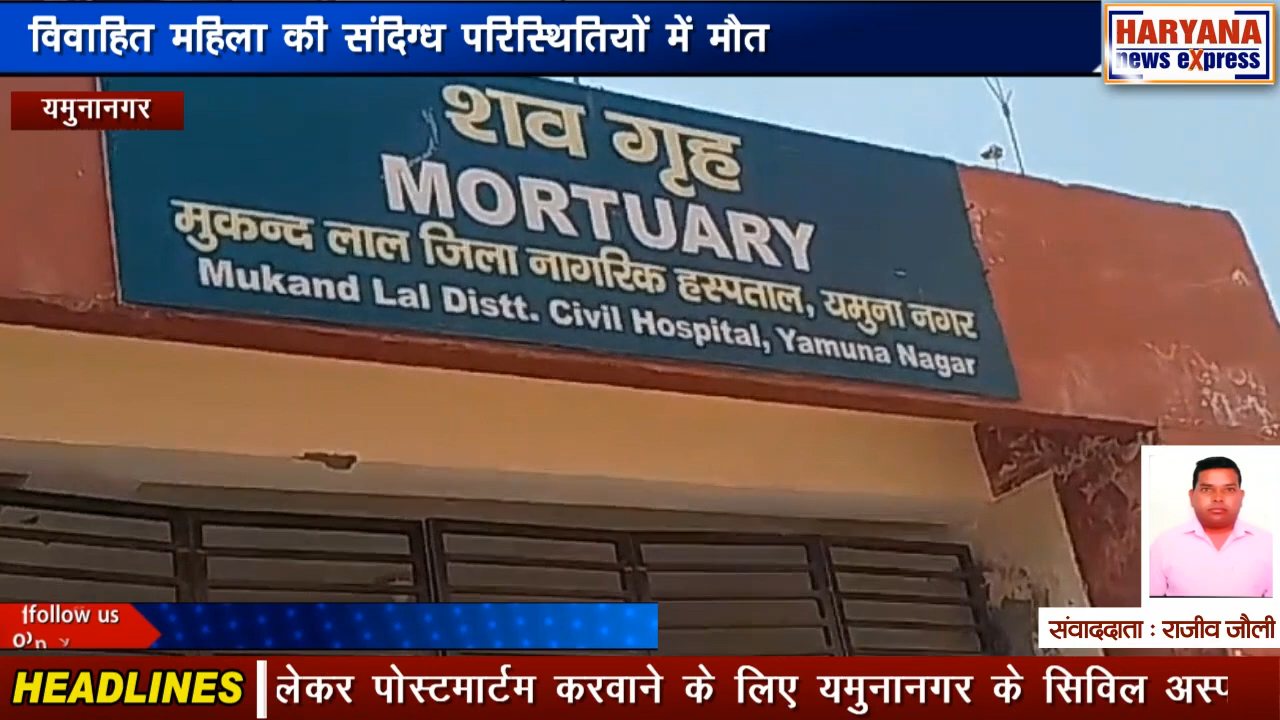 विवाहित महिला की संदिग्ध परिस्थितियों में मौत
HARYANA
news eXpress
यमुनानगर
शव गृह
MORTUARY
मुकन्द लाल जिला नागरिक हस्पताल, यमुना नगर
Mukand Lal Distt. Civil Hospital, Yamuna Nagar
follow us
संवाददाता : राजीव जौली
HEADLINES
लेकर पोस्टमार्टम करवाने के लिए यमुनानगर के सिविल